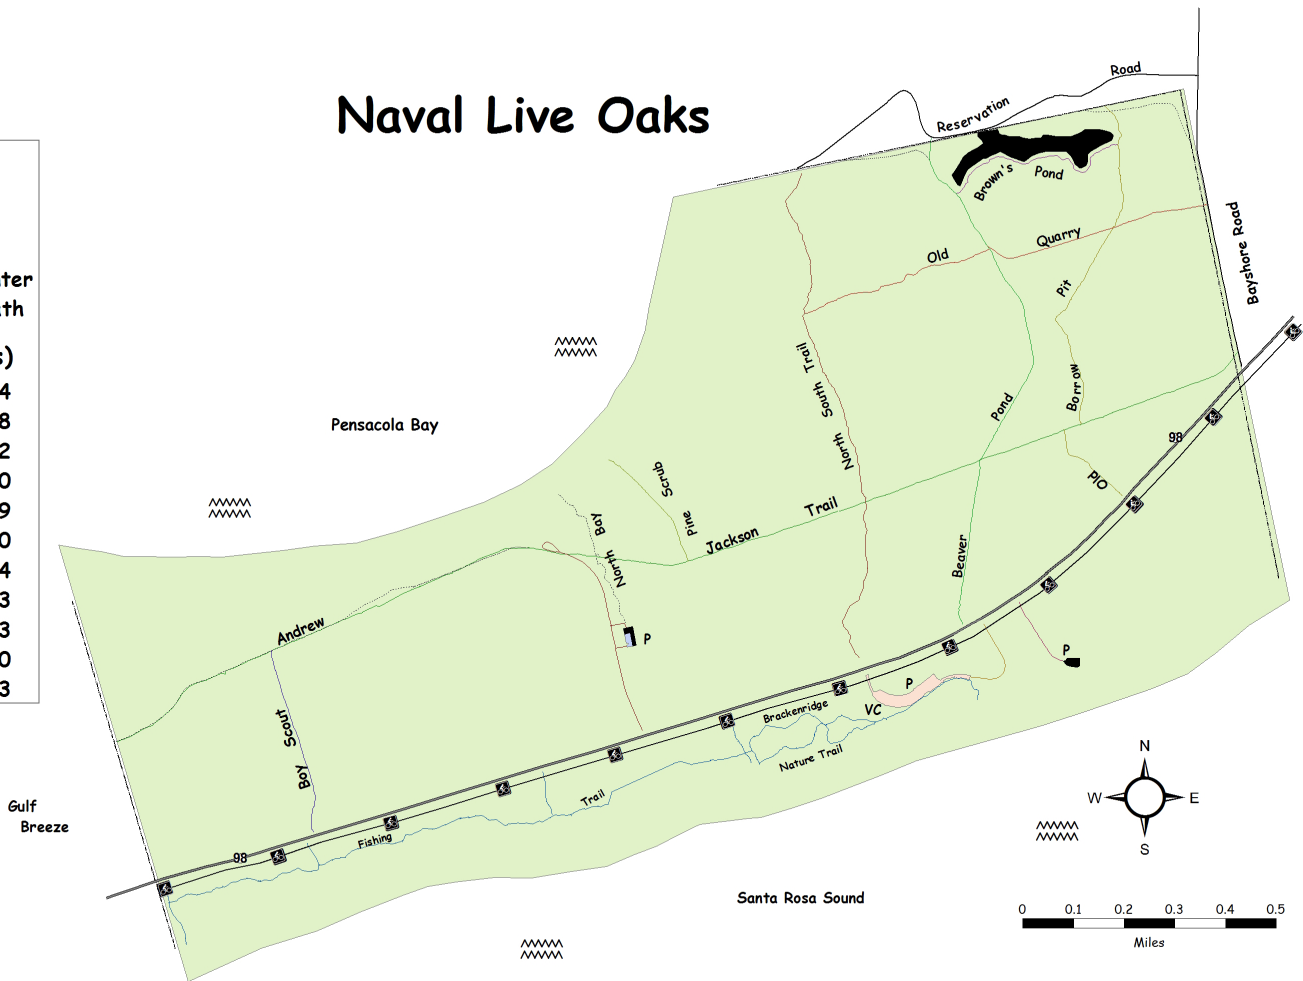 Naval Live Oaks
Road
Reservation
Brown's Pond
Bayshore Road
Old Quarry
Pit
Borrow
Old
98
North South Trail
Pond
Beaver
Pensacola Bay
Pine Scrub
North Bay
Andrew Jackson Trail
P
P
P
VC
Boy Scout
Brackenridge
Nature Trail
Fishing Trail
98
Gulf
Breeze
Santa Rosa Sound
N
W E
S
0 0.1 0.2 0.3 0.4 0.5
Miles
s)
4
8
2
0
9
0
4
3
3
0
3